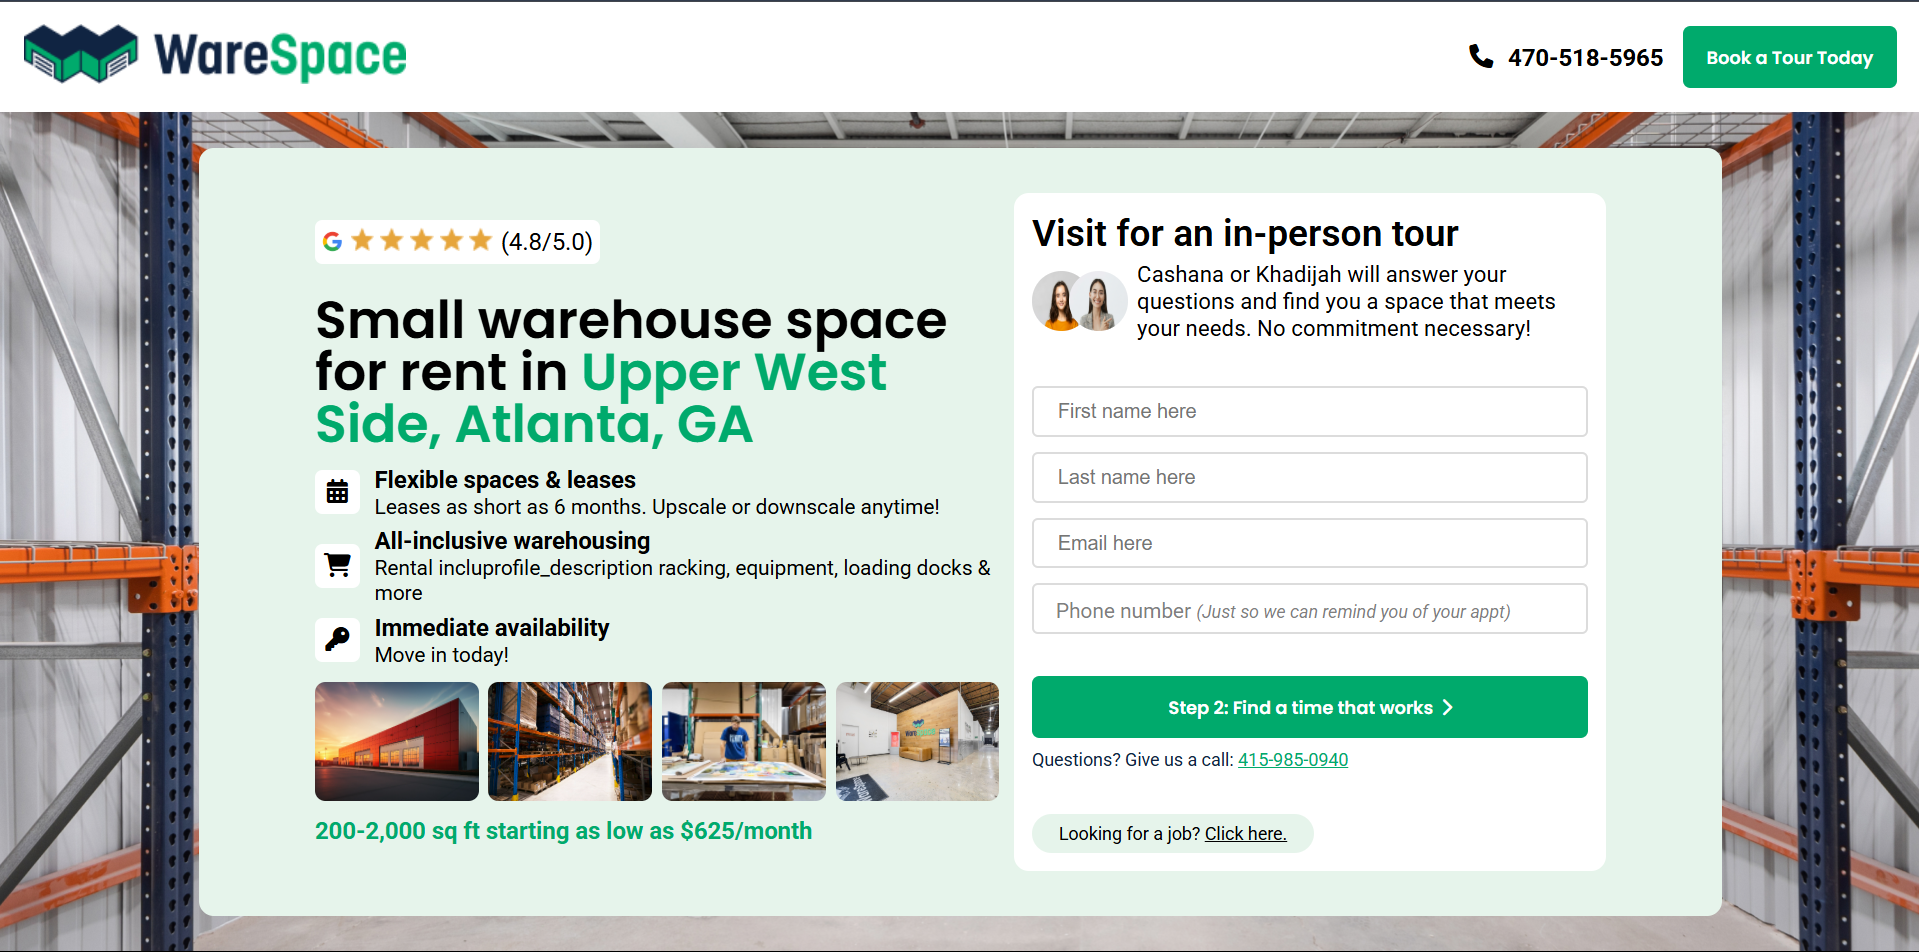 WareSpace
470-518-5965
Book a Tour Today
(4.8/5.0)
Small warehouse space
for rent in Upper West
Side, Atlanta, GA
Flexible spaces & leases
Leases as short as 6 months. Upscale or downscale anytime!
All-inclusive warehousing
Rental incluprofile_description racking, equipment, loading docks &
more
Immediate availability
Move in today!
WareSpace
200-2,000 sq ft starting as low as $625/month
Visit for an in-person tour
Cashana or Khadijah will answer your
questions and find you a space that meets
your needs. No commitment necessary!
First name here
Last name here
Email here
Phone number (Just so we can remind you of your appt)
Step 2: Find a time that works
Questions? Give us a call: 415-985-0940
Looking for a job? Click here.